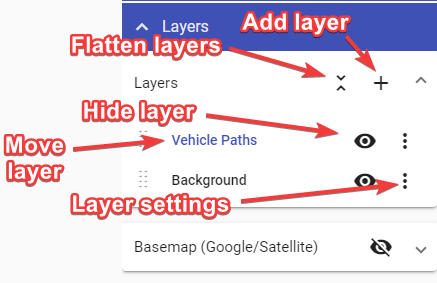 Layers
Add layer
Flatten layers
Layers
Hide layer
Move
layer
Vehicle Paths
Background
Layer settings
Basemap (Google/Satellite)